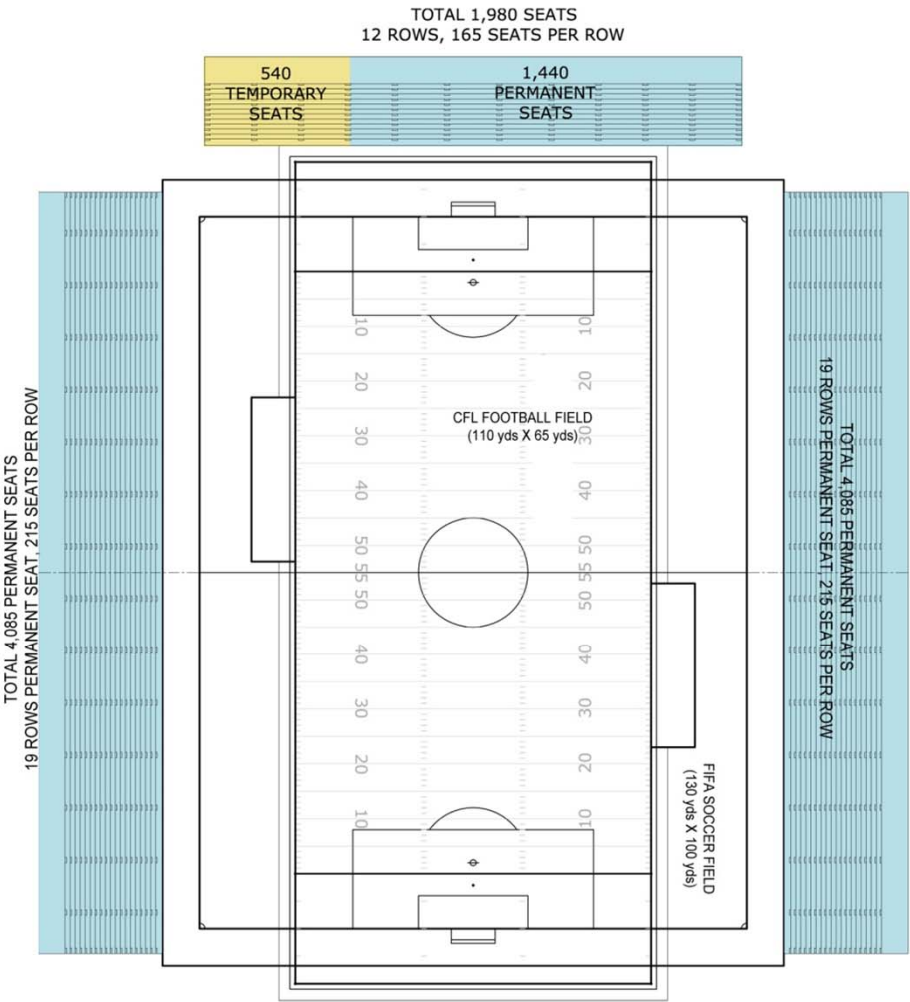 TOTAL 1,980 SEATS
12 ROWS, 165 SEATS PER ROW
540
TEMPORARY
SEATS
1,440
PERMANENT
SEATS
TOTAL 4,085 PERMANENT SEATS
19 ROWS PERMANENT SEAT, 215 SEATS PER ROW
10
20
30
40
50
55
50
40
30
20
10
CFL FOOTBALL FIELD
(110 yds X 65 yds)
10
20
30
40
50
55
50
40
30
20
10
FIFA SOCCER FIELD
(130 yds X 100 yds)
TOTAL 4,085 PERMANENT SEATS
19 ROWS PERMANENT SEAT, 215 SEATS PER ROW